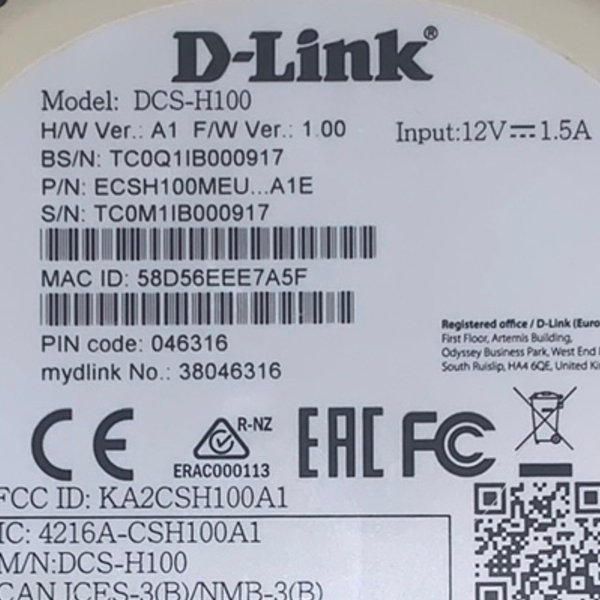 D-Link®
Model: DCS-H100
H/W Ver.: A1 F/W Ver.: 1.00
Input:12V⎓1.5A
BS/N: TC0Q1IB000917
P/N: ECSH100MEU...A1E
S/N: TC0M1IB000917
MAC ID: 58D56EEE7A5F
PIN code: 046316
mydlink No.: 38046316
Registered office / D-Link (Euro
First Floor, Artemis Building,
Odyssey Business Park, West End
South Ruislip, HA4 6QE, United Ki
CE
R-NZ
ERAC000113
EAC
FC
FCC ID: KA2CSH100A1
IC: 4216A-CSH100A1
M/N:DCS-H100
CAN ICES-3(B)/NMB-3(B)